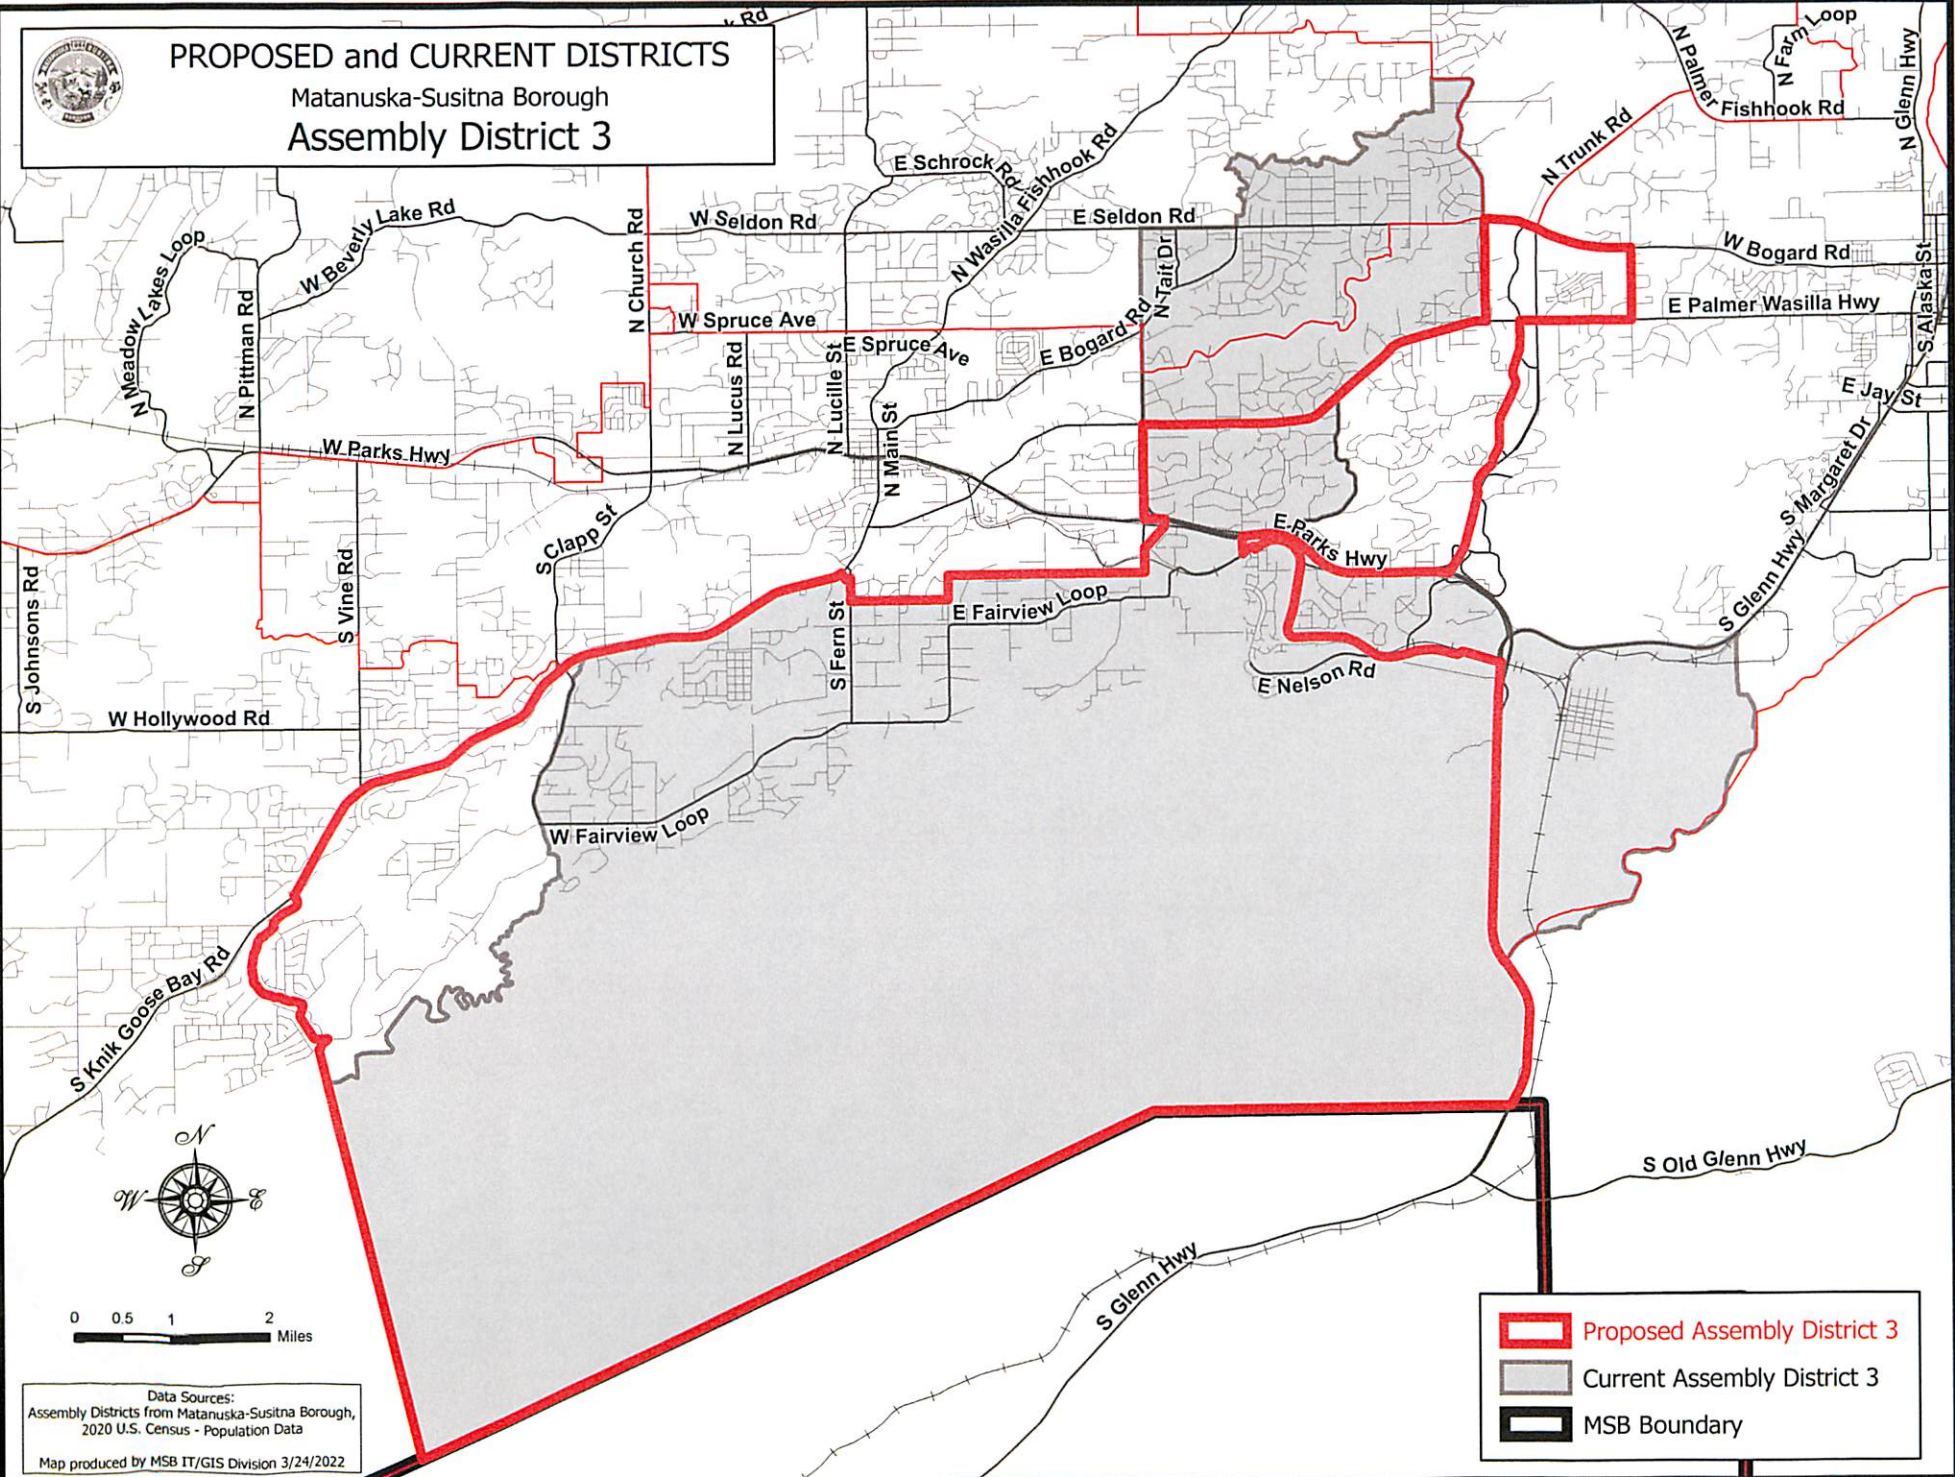 PROPOSED and CURRENT DISTRICTS
Matanuska-Susitna Borough
Assembly District 3
Rd
N Palmer
Fishhook Rd
N Farm Loop
N Glenn Hwy
N Trunk Rd
E Schrock Rd
N Wasilla Fishhook Rd
W Beverly Lake Rd
N Church Rd
W Seldon Rd
E Seldon Rd
N Meadow Lakes Loop
N Pittman Rd
N Tait Dr
W Bogard Rd
S Alaska St
E Palmer Wasilla Hwy
W Spruce Ave
E Spruce Ave
E Bogard Rd
N Lucus Rd
N Lucille St
N Main St
E Jay St
S Margaret Dr
W Parks Hwy
S Clapp St
E Parks Hwy
S Glenn Hwy
S Johnsons Rd
S Vine Rd
S Fern St
E Fairview Loop
E Nelson Rd
W Hollywood Rd
W Fairview Loop
S Knik Goose Bay Rd
N
W
E
S
S Old Glenn Hwy
S Glenn Hwy
0 0.5 1 2
Miles
Proposed Assembly District 3
Current Assembly District 3
MSB Boundary
Data Sources:
Assembly Districts from Matanuska-Susitna Borough,
2020 U.S. Census - Population Data
Map produced by MSB IT/GIS Division 3/24/2022